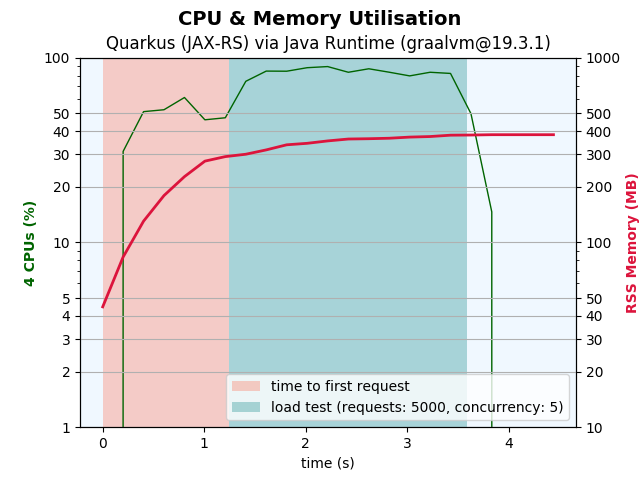 CPU & Memory Utilisation
Quarkus (JAX-RS) via Java Runtime (graalvm@19.3.1)
100
50
40
30
20
10
5
4
3
2
1
4 CPUs (%)
1000
500
400
300
200
100
50
40
30
20
10
RSS Memory (MB)
time to first request
load test (requests: 5000, concurrency: 5)
0 1 2 3 4
time (s)